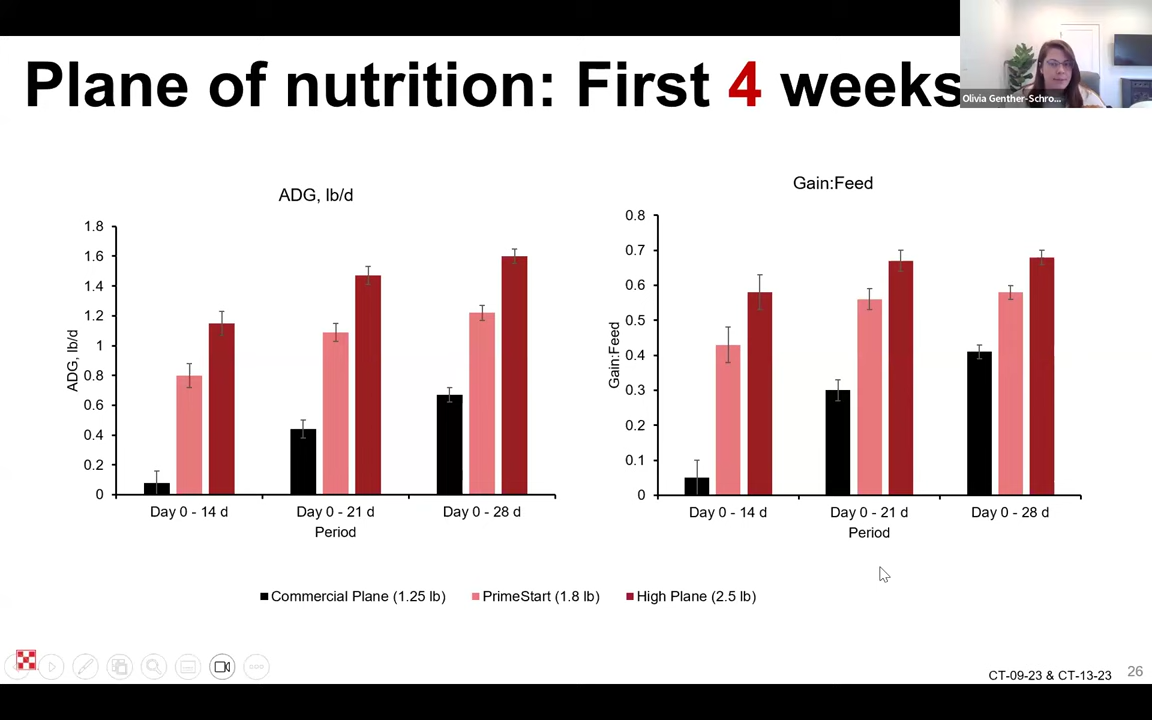 Plane of nutrition: First 4 weeks
Olivia Genther-Schro...
ADG, lb/d
1.8
1.6
1.4
1.2
1
0.8
0.6
0.4
0.2
0
ADG, lb/d
Day 0 - 14 d
Day 0 - 21 d
Day 0 - 28 d
Period
Gain:Feed
0.8
0.7
0.6
0.5
0.4
0.3
0.2
0.1
0
Gain:Feed
Day 0 - 14 d
Day 0 - 21 d
Day 0 - 28 d
Period
Commercial Plane (1.25 lb)
PrimeStart (1.8 lb)
High Plane (2.5 lb)
CT-09-23 & CT-13-23
26